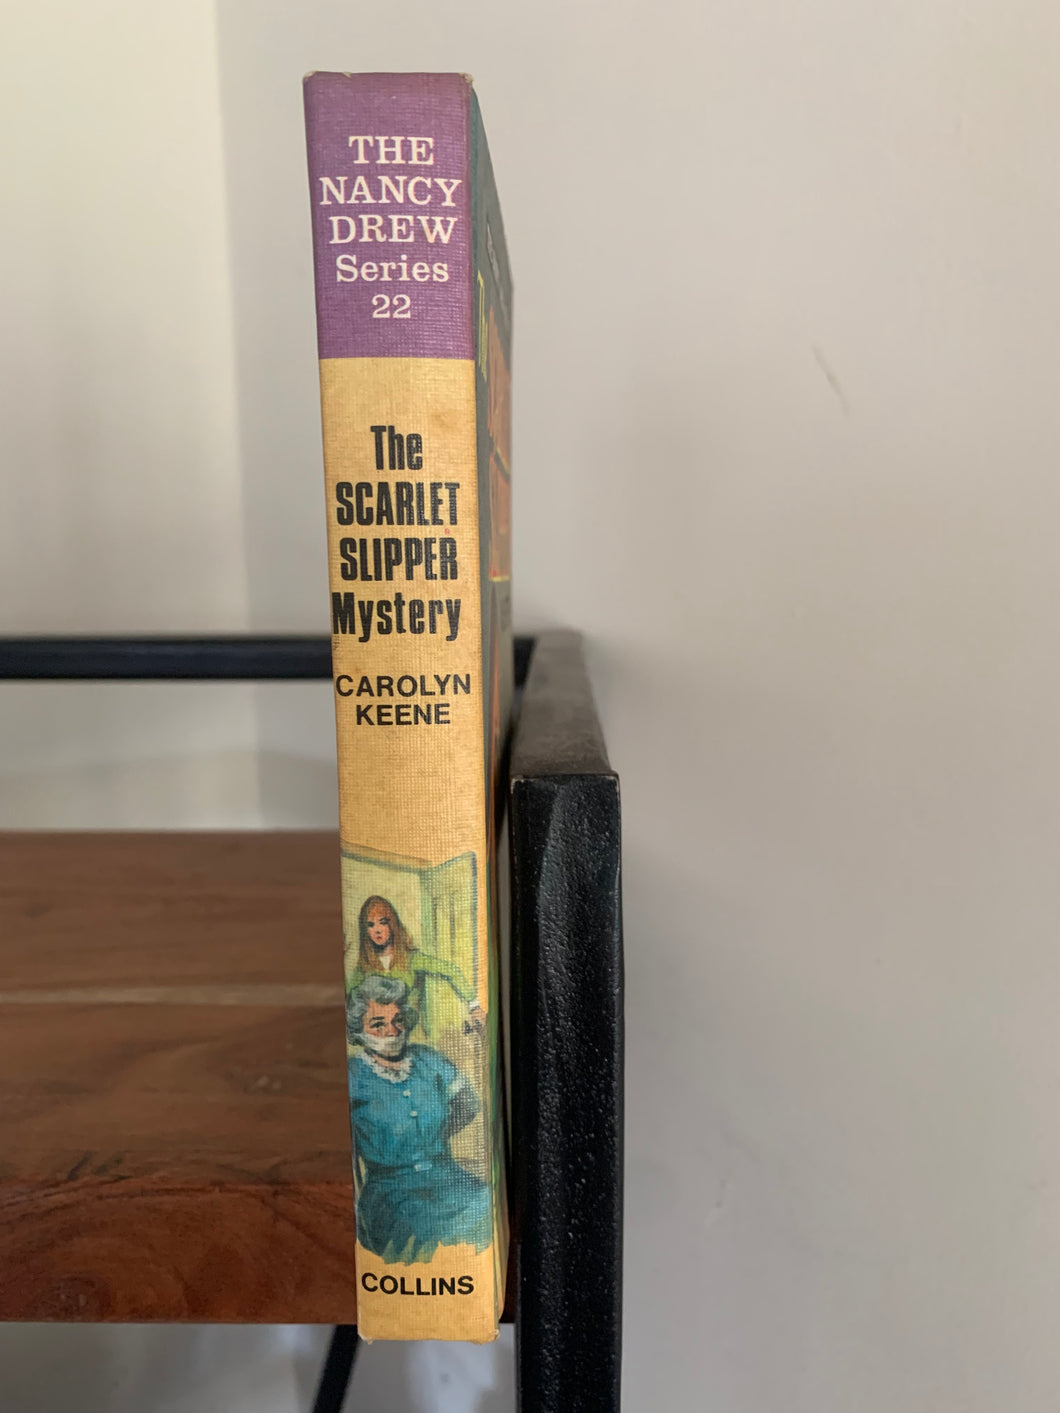 THE
NANCY
DREW
Series
22
The
SCARLET
SLIPPER
Mystery
CAROLYN
KEENE
COLLINS